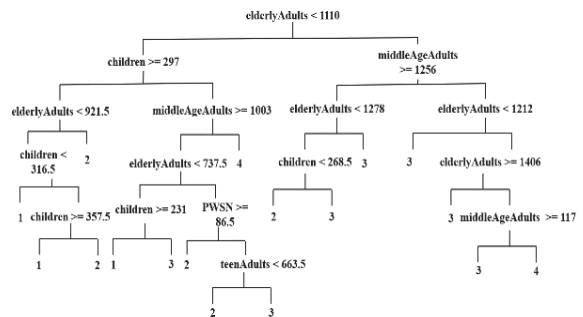 elderlyAdults < 1110
children >= 297
middleAgeAdults
>= 1256
elderlyAdults < 921.5
middleAgeAdults >= 1003
elderlyAdults < 1278
elderlyAdults < 1212
children <
316.5
2
elderlyAdults < 737.5
4
children < 268.5
3
3
elderlyAdults >= 1406
1
children >= 357.5
children >= 231
PWSN >=
86.5
2
3
3
middleAgeAdults >= 117
1
2
1
3
2
teenAdults < 663.5
3
4
2
3